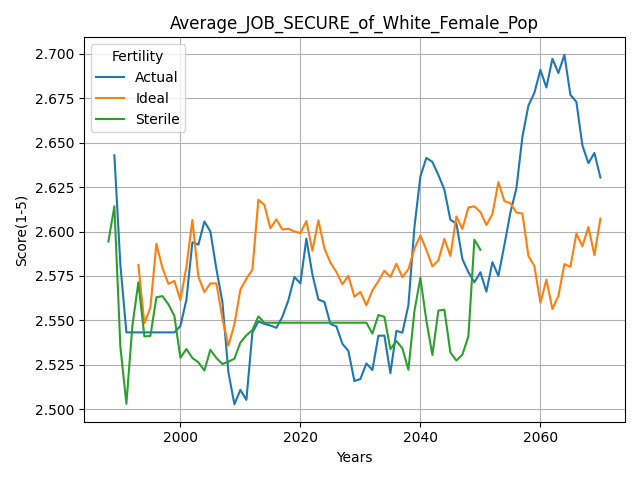 Average_JOB_SECURE_of_White_Female_Pop
Fertility
Actual
Ideal
Sterile
2.700
2.675
2.650
2.625
2.600
2.575
2.550
2.525
2.500
Score(1-5)
2000
2020
2040
2060
Years